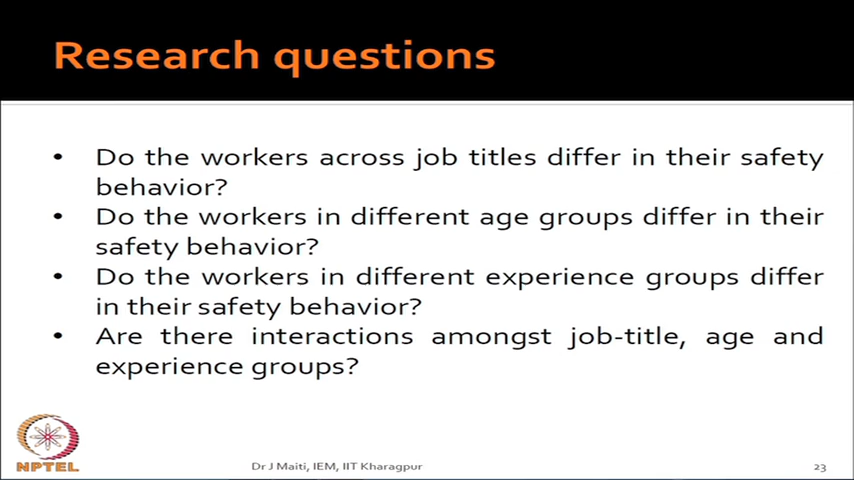 Research questions
• Do the workers across job titles differ in their safety
behavior?
• Do the workers in different age groups differ in their
safety behavior?
• Do the workers in different experience groups differ
in their safety behavior?
• Are there interactions amongst job-title, age and
experience groups?
NPTEL
Dr J Maiti, IEM, IIT Kharagpur
23